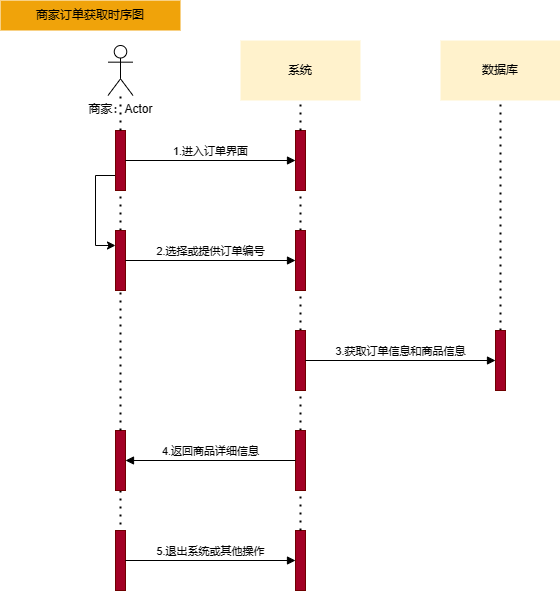 商家订单获取时序图
系统
数据库
商家：Actor
1.进入订单界面
2.选择或提供订单编号
3.获取订单信息和商品信息
4.返回商品详细信息
5.退出系统或其他操作